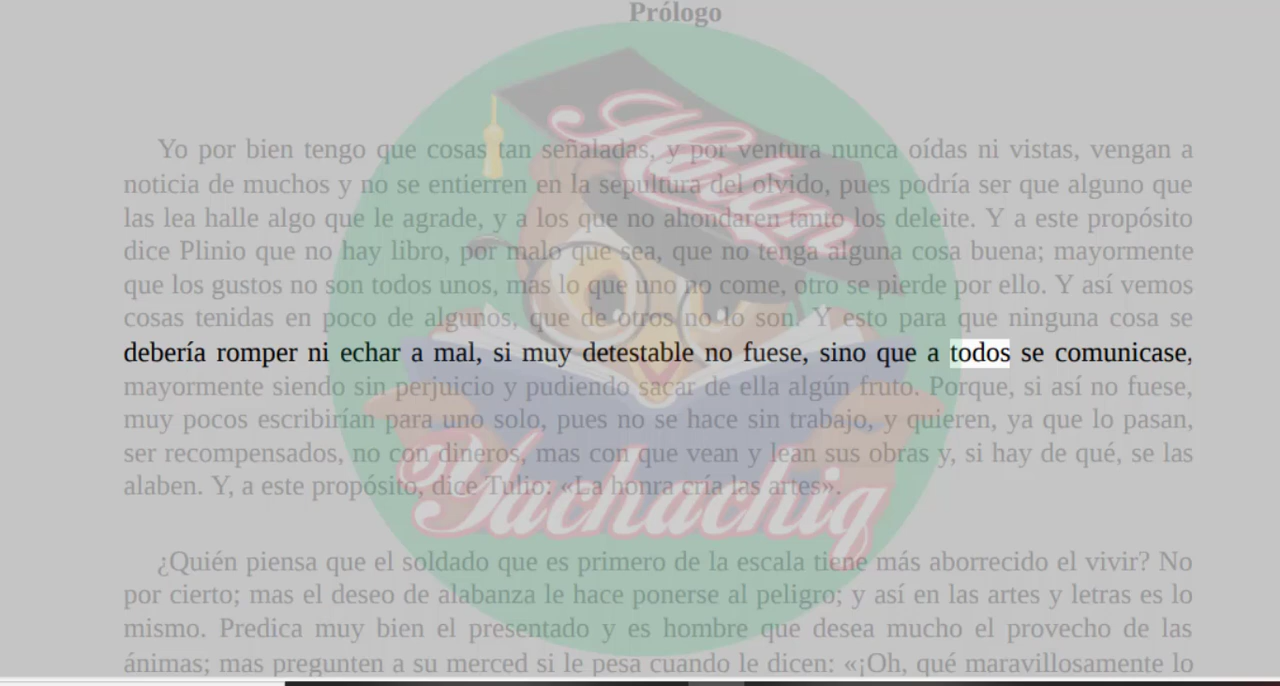 Prólogo
Yo por bien tengo que cosas tan señaladas, y por ventura nunca oídas ni vistas, vengan a
noticia de muchos y no se entierren en la sepultura del olvido, pues podría ser que alguno que
las lea halle algo que le agrade, y a los que no ahondaren tanto los deleite. Y a este propósito
dice Plinio que no hay libro, por malo que sea, que no tenga alguna cosa buena; mayormente
que los gustos no son todos unos, mas lo que uno no come, otro se pierde por ello. Y así vemos
cosas tenidas en poco de algunos, que de otros no lo son. Y esto para que ninguna cosa se
debería romper ni echar a mal, si muy detestable no fuese, sino que a todos se comunicase,
mayormente siendo sin perjuicio y pudiendo sacar de ella algún fruto. Porque, si así no fuese,
muy pocos escribirían para uno solo, pues no se hace sin trabajo, y quieren, ya que lo pasan,
ser recompensados, no con dineros, mas con que vean y lean sus obras y, si hay de qué, se las
alaben. Y, a este propósito, dice Tulio: «La honra cría las artes».
¿Quién piensa que el soldado que es primero de la escala tiene más aborrecido el vivir? No
por cierto; mas el deseo de alabanza le hace ponerse al peligro; y así en las artes y letras es lo
mismo. Predica muy bien el presentado y es hombre que desea mucho el provecho de las
ánimas; mas pregunten a su merced si le pesa cuando le dicen: «¡Oh, qué maravillosamente lo
Hatun
Yachachiq